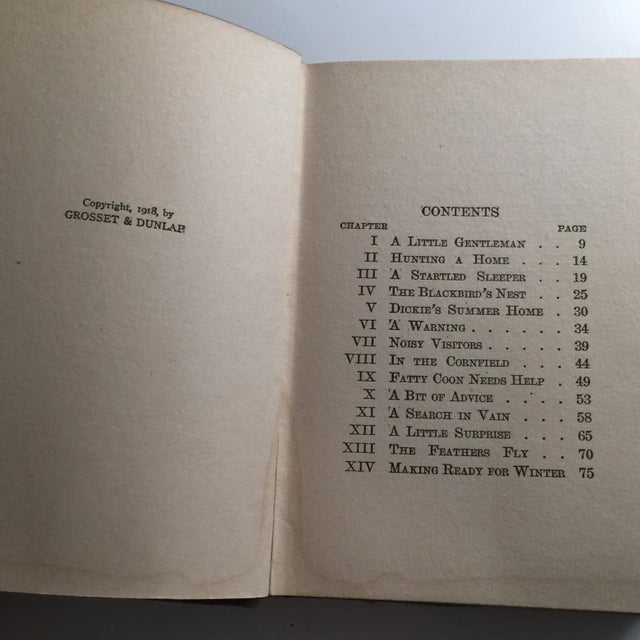 Copyright, 1918, by
GROSSET & DUNLAP
CONTENTS
CHAPTER PAGE
I A LITTLE GENTLEMAN . . 9
II HUNTING A HOME . . . 14
III A STARTLED SLEEPER . . 19
IV THE BLACKBIRD'S NEST . . 25
V DICKIE'S SUMMER HOME . 30
VI A WARNING . . . . . . 34
VII NOISY VISITORS . . . . . 39
VIII IN THE CORNFIELD . . . 44
IX FATTY COON NEEDS HELP . 49
X A BIT OF ADVICE . . . . 53
XI A SEARCH IN VAIN . . . 58
XII A LITTLE SURPRISE . . . 65
XIII THE FEATHERS FLY . . . 70
XIV MAKING READY FOR WINTER 75